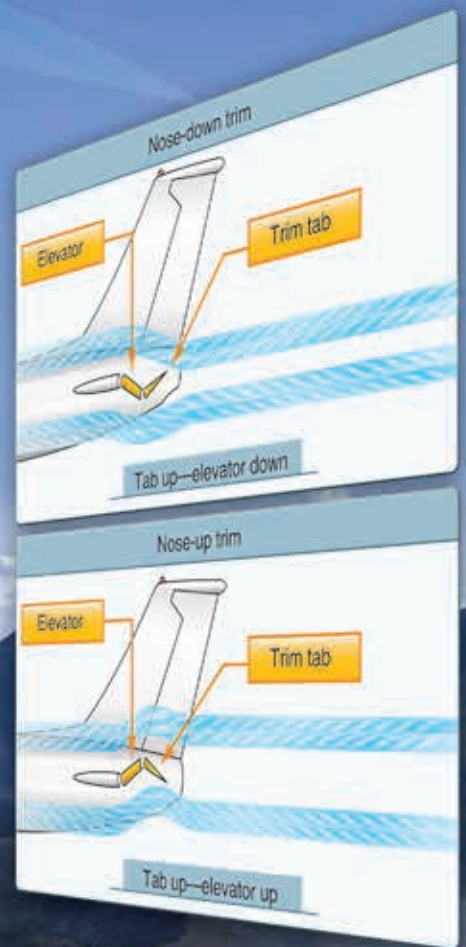 Nose-down trim
Elevator
Trim tab
Tab up—elevator down
Nose-up trim
Elevator
Trim tab
Tab up—elevator up